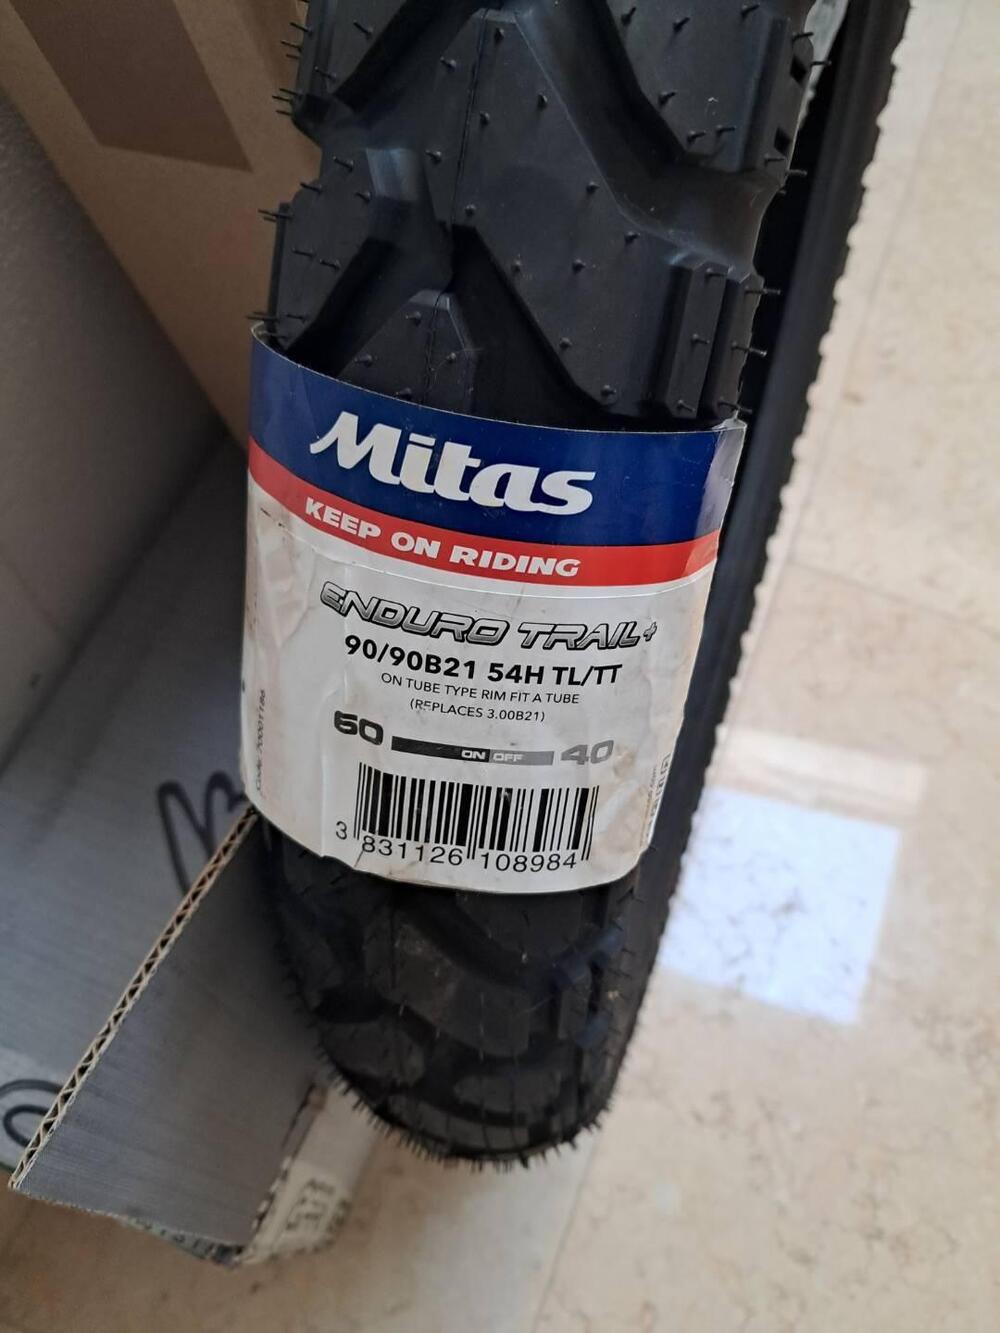 Mitas
KEEP ON RIDING
ENDURO TRAIL+
90/90B21 54H TL/TT
ON TUBE TYPE RIM FIT A TUBE
(REPLACES 3.00B21)
60 ON OFF 40
3 831126 108984